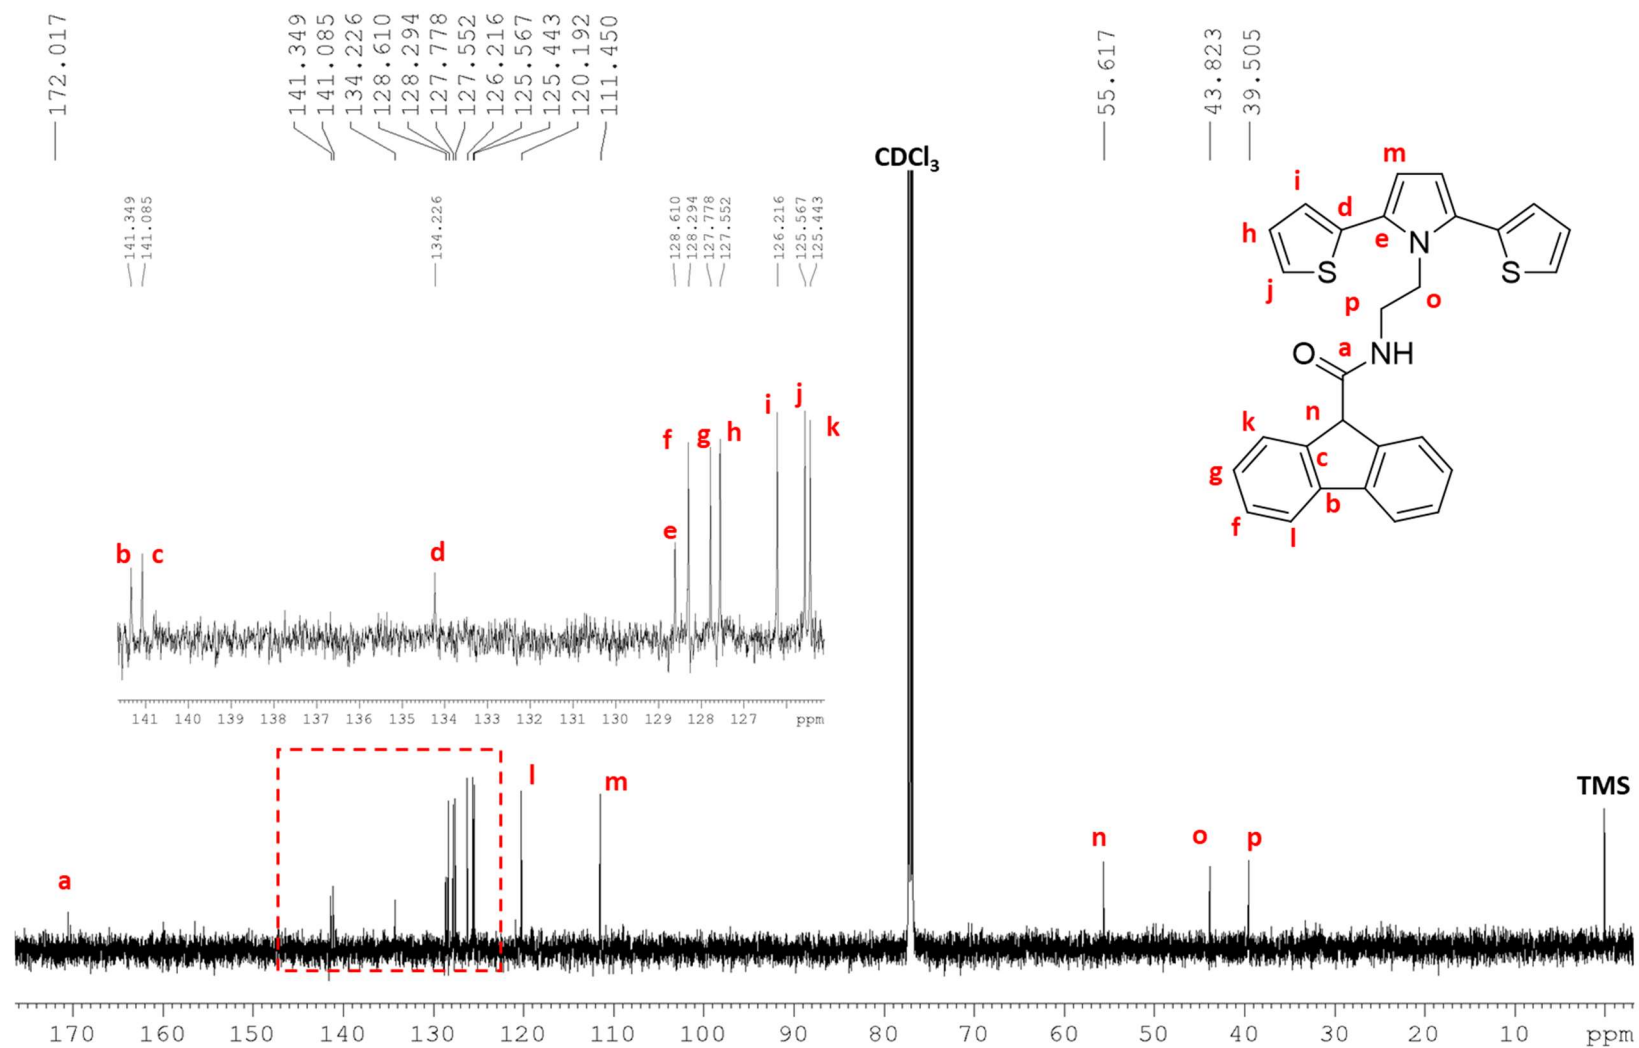 172.017
141.349
141.085
134.226
128.610
128.294
127.778
127.552
126.216
125.567
125.443
120.192
111.450
55.617
43.823
39.505
CDCl3
141.349
141.085
134.226
128.610
128.294
127.778
127.552
126.216
125.567
125.443
m
i
d
h
e
N
S
S
j
p
o
a
O
NH
n
k
c
g
b
f
l
b
c
d
e
f
g
h
i
j
k
141 140 139 138 137 136 135 134 133 132 131 130 129 128 127 ppm
a
l
m
n
o
p
TMS
170 160 150 140 130 120 110 100 90 80 70 60 50 40 30 20 10 ppm